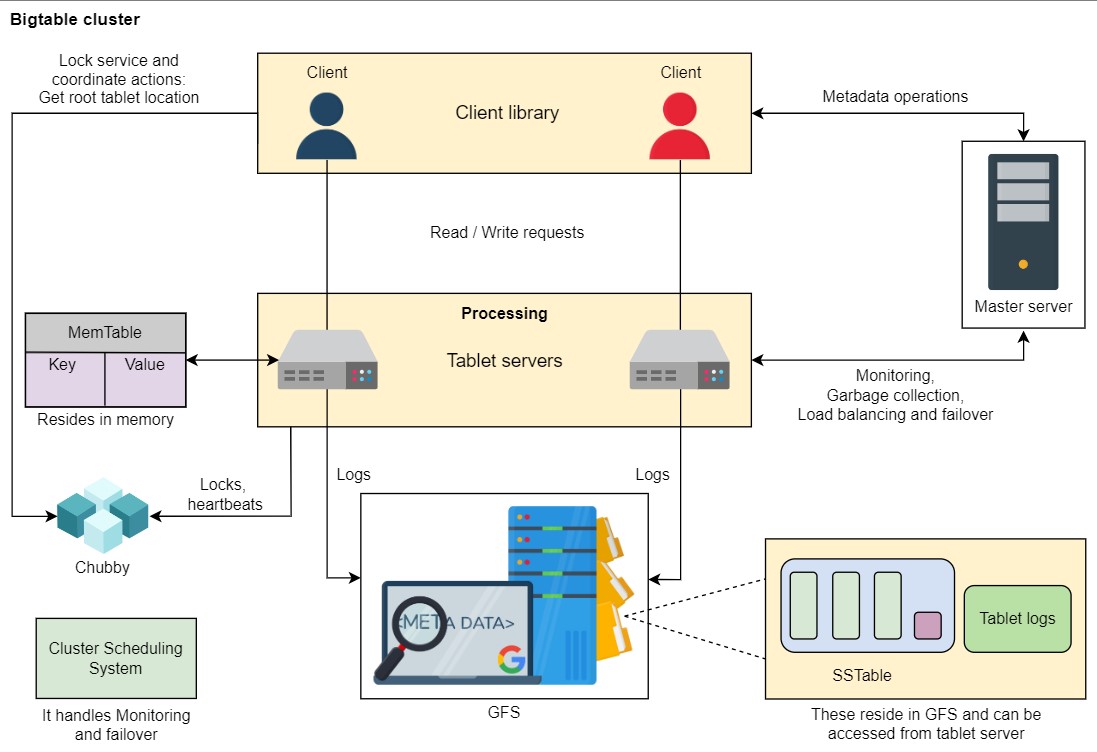 Bigtable cluster
Lock service and
coordinate actions:
Get root tablet location
Client
Client
Client library
Metadata operations
Master server
Read / Write requests
Processing
Tablet servers
MemTable
Key
Value
Resides in memory
Monitoring,
Garbage collection,
Load balancing and failover
Locks,
heartbeats
Chubby
Logs
Logs
<META DATA>
G
GFS
SSTable
Tablet logs
These reside in GFS and can be
accessed from tablet server
Cluster Scheduling
System
It handles Monitoring
and failover